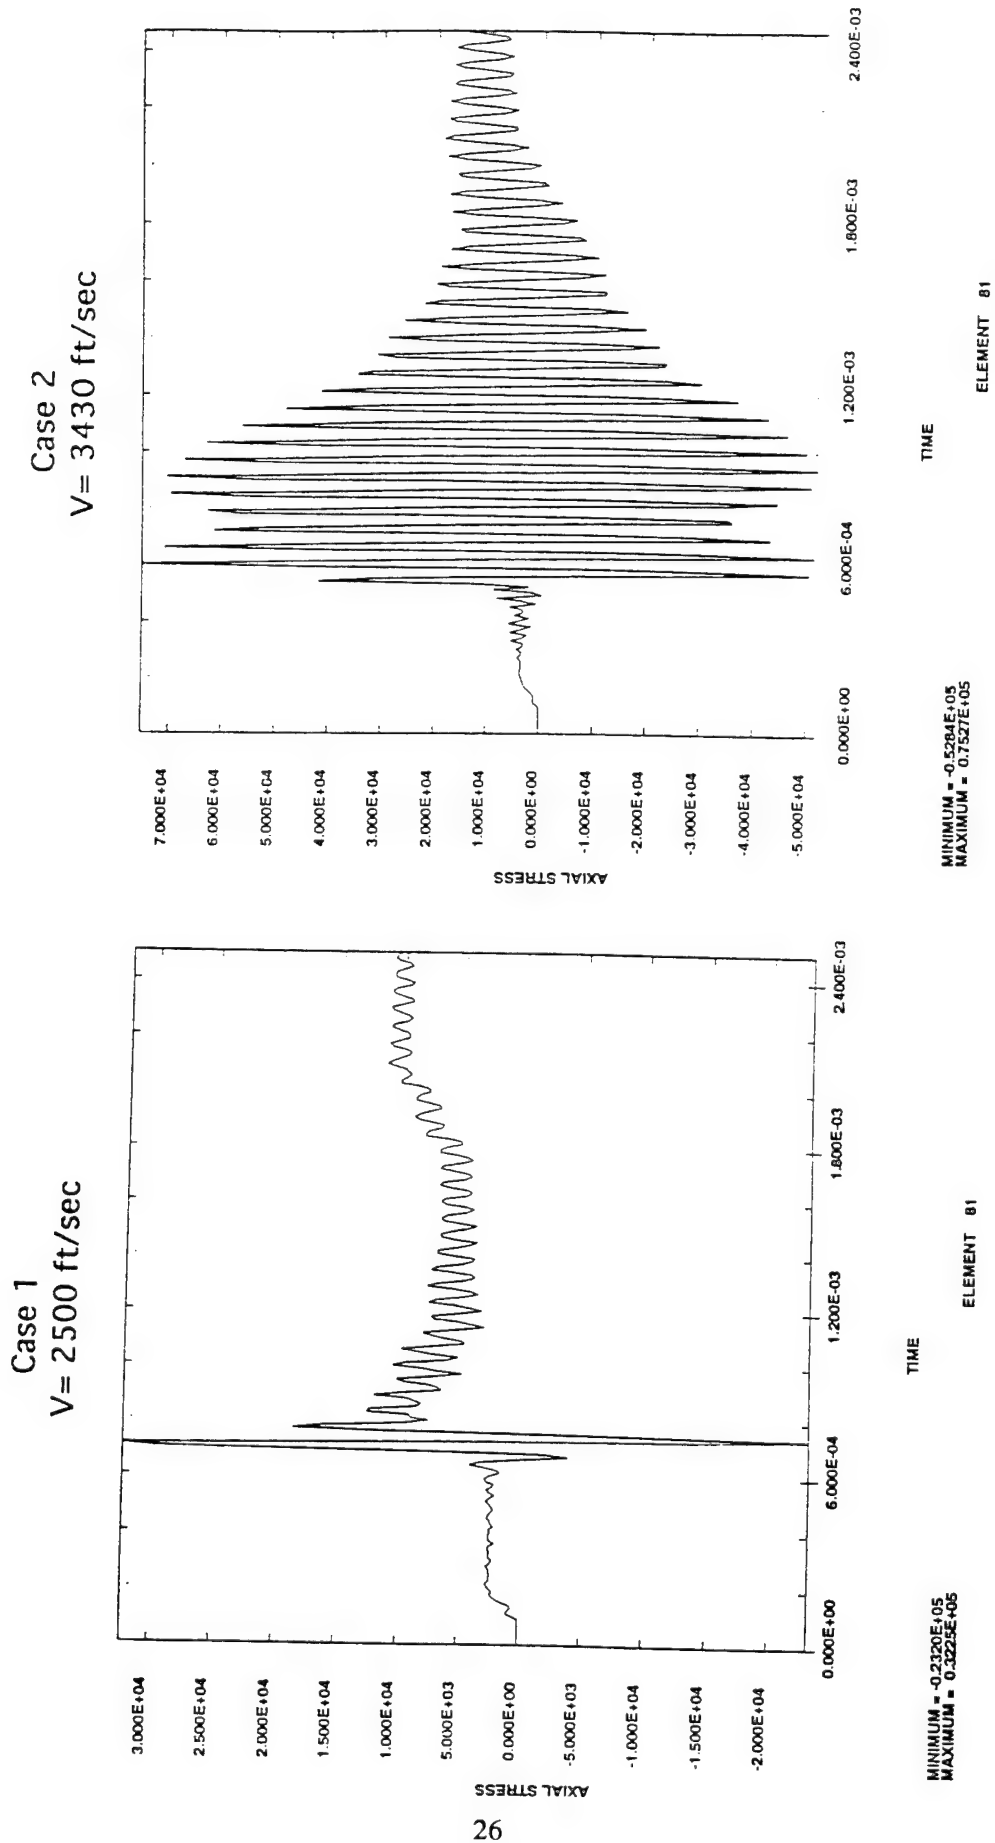 Case 1
V= 2500 ft/sec
3.000E+04
2.500E+04
2.000E+04
1.500E+04
1.000E+04
5.000E+03
0.000E+00
-5.000E+03
-1.000E+04
-1.500E+04
-2.000E+04
AXIAL STRESS
0.000E+00
6.000E-04
1.200E-03
1.800E-03
2.400E-03
TIME
MINIMUM = -0.2320E+05
MAXIMUM = 0.3225E+05
ELEMENT 81
Case 2
V= 3430 ft/sec
7.000E+04
6.000E+04
5.000E+04
4.000E+04
3.000E+04
2.000E+04
1.000E+04
0.000E+00
-1.000E+04
-2.000E+04
-3.000E+04
-4.000E+04
-5.000E+04
AXIAL STRESS
0.000E+00
6.000E-04
1.200E-03
1.800E-03
2.400E-03
TIME
MINIMUM = -0.5284E+05
MAXIMUM = 0.7527E+05
ELEMENT 81
26